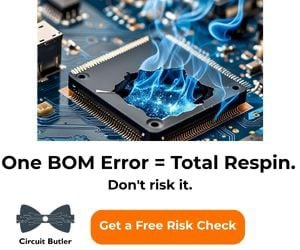 One BOM Error = Total Respin.
Don't risk it.
Get a Free Risk Check
Circuit Butler